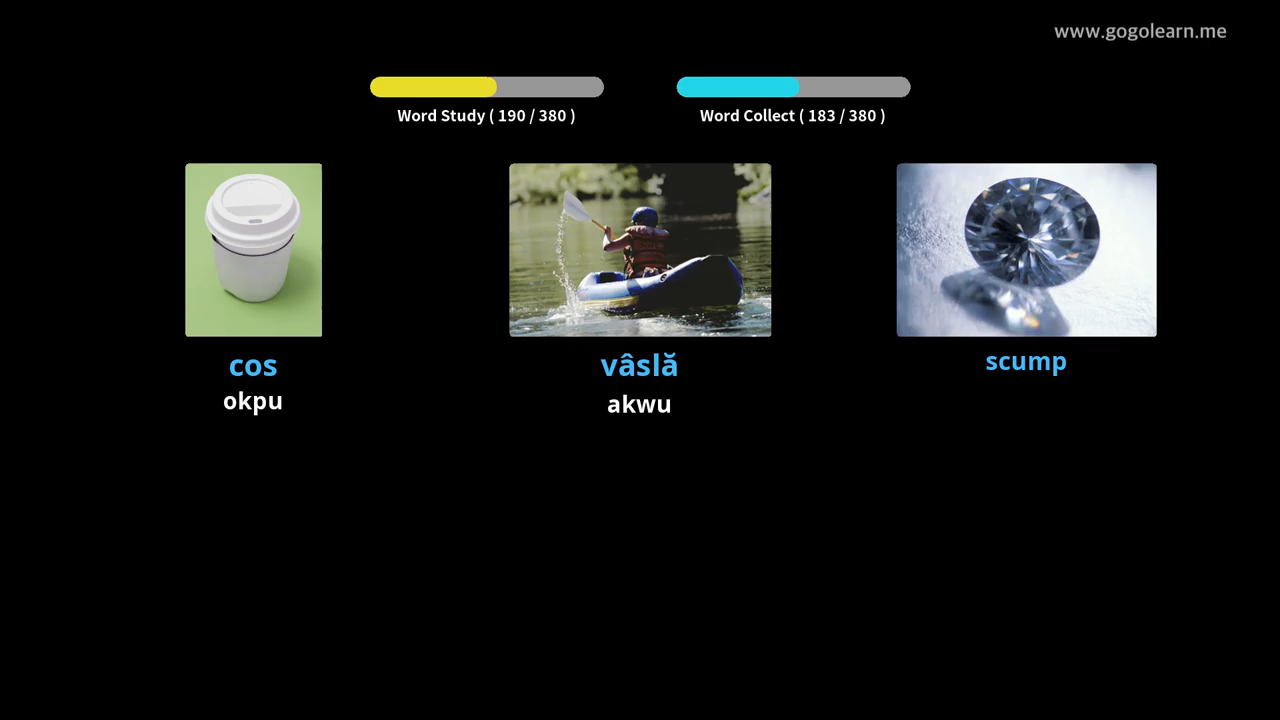 www.gogolearn.me
Word Study ( 190 / 380 )
Word Collect ( 183 / 380 )
cos
okpu
vâslă
akwu
scump